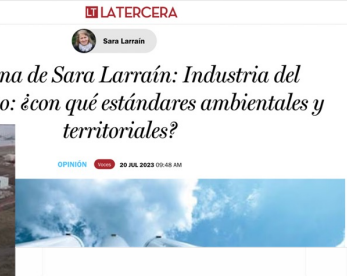 LT LATERCERA
Sara Larraín
na de Sara Larraín: Industria del
o: ¿con qué estándares ambientales y
territoriales?
OPINIÓN Voces 20 JUL 2023 09:48 AM